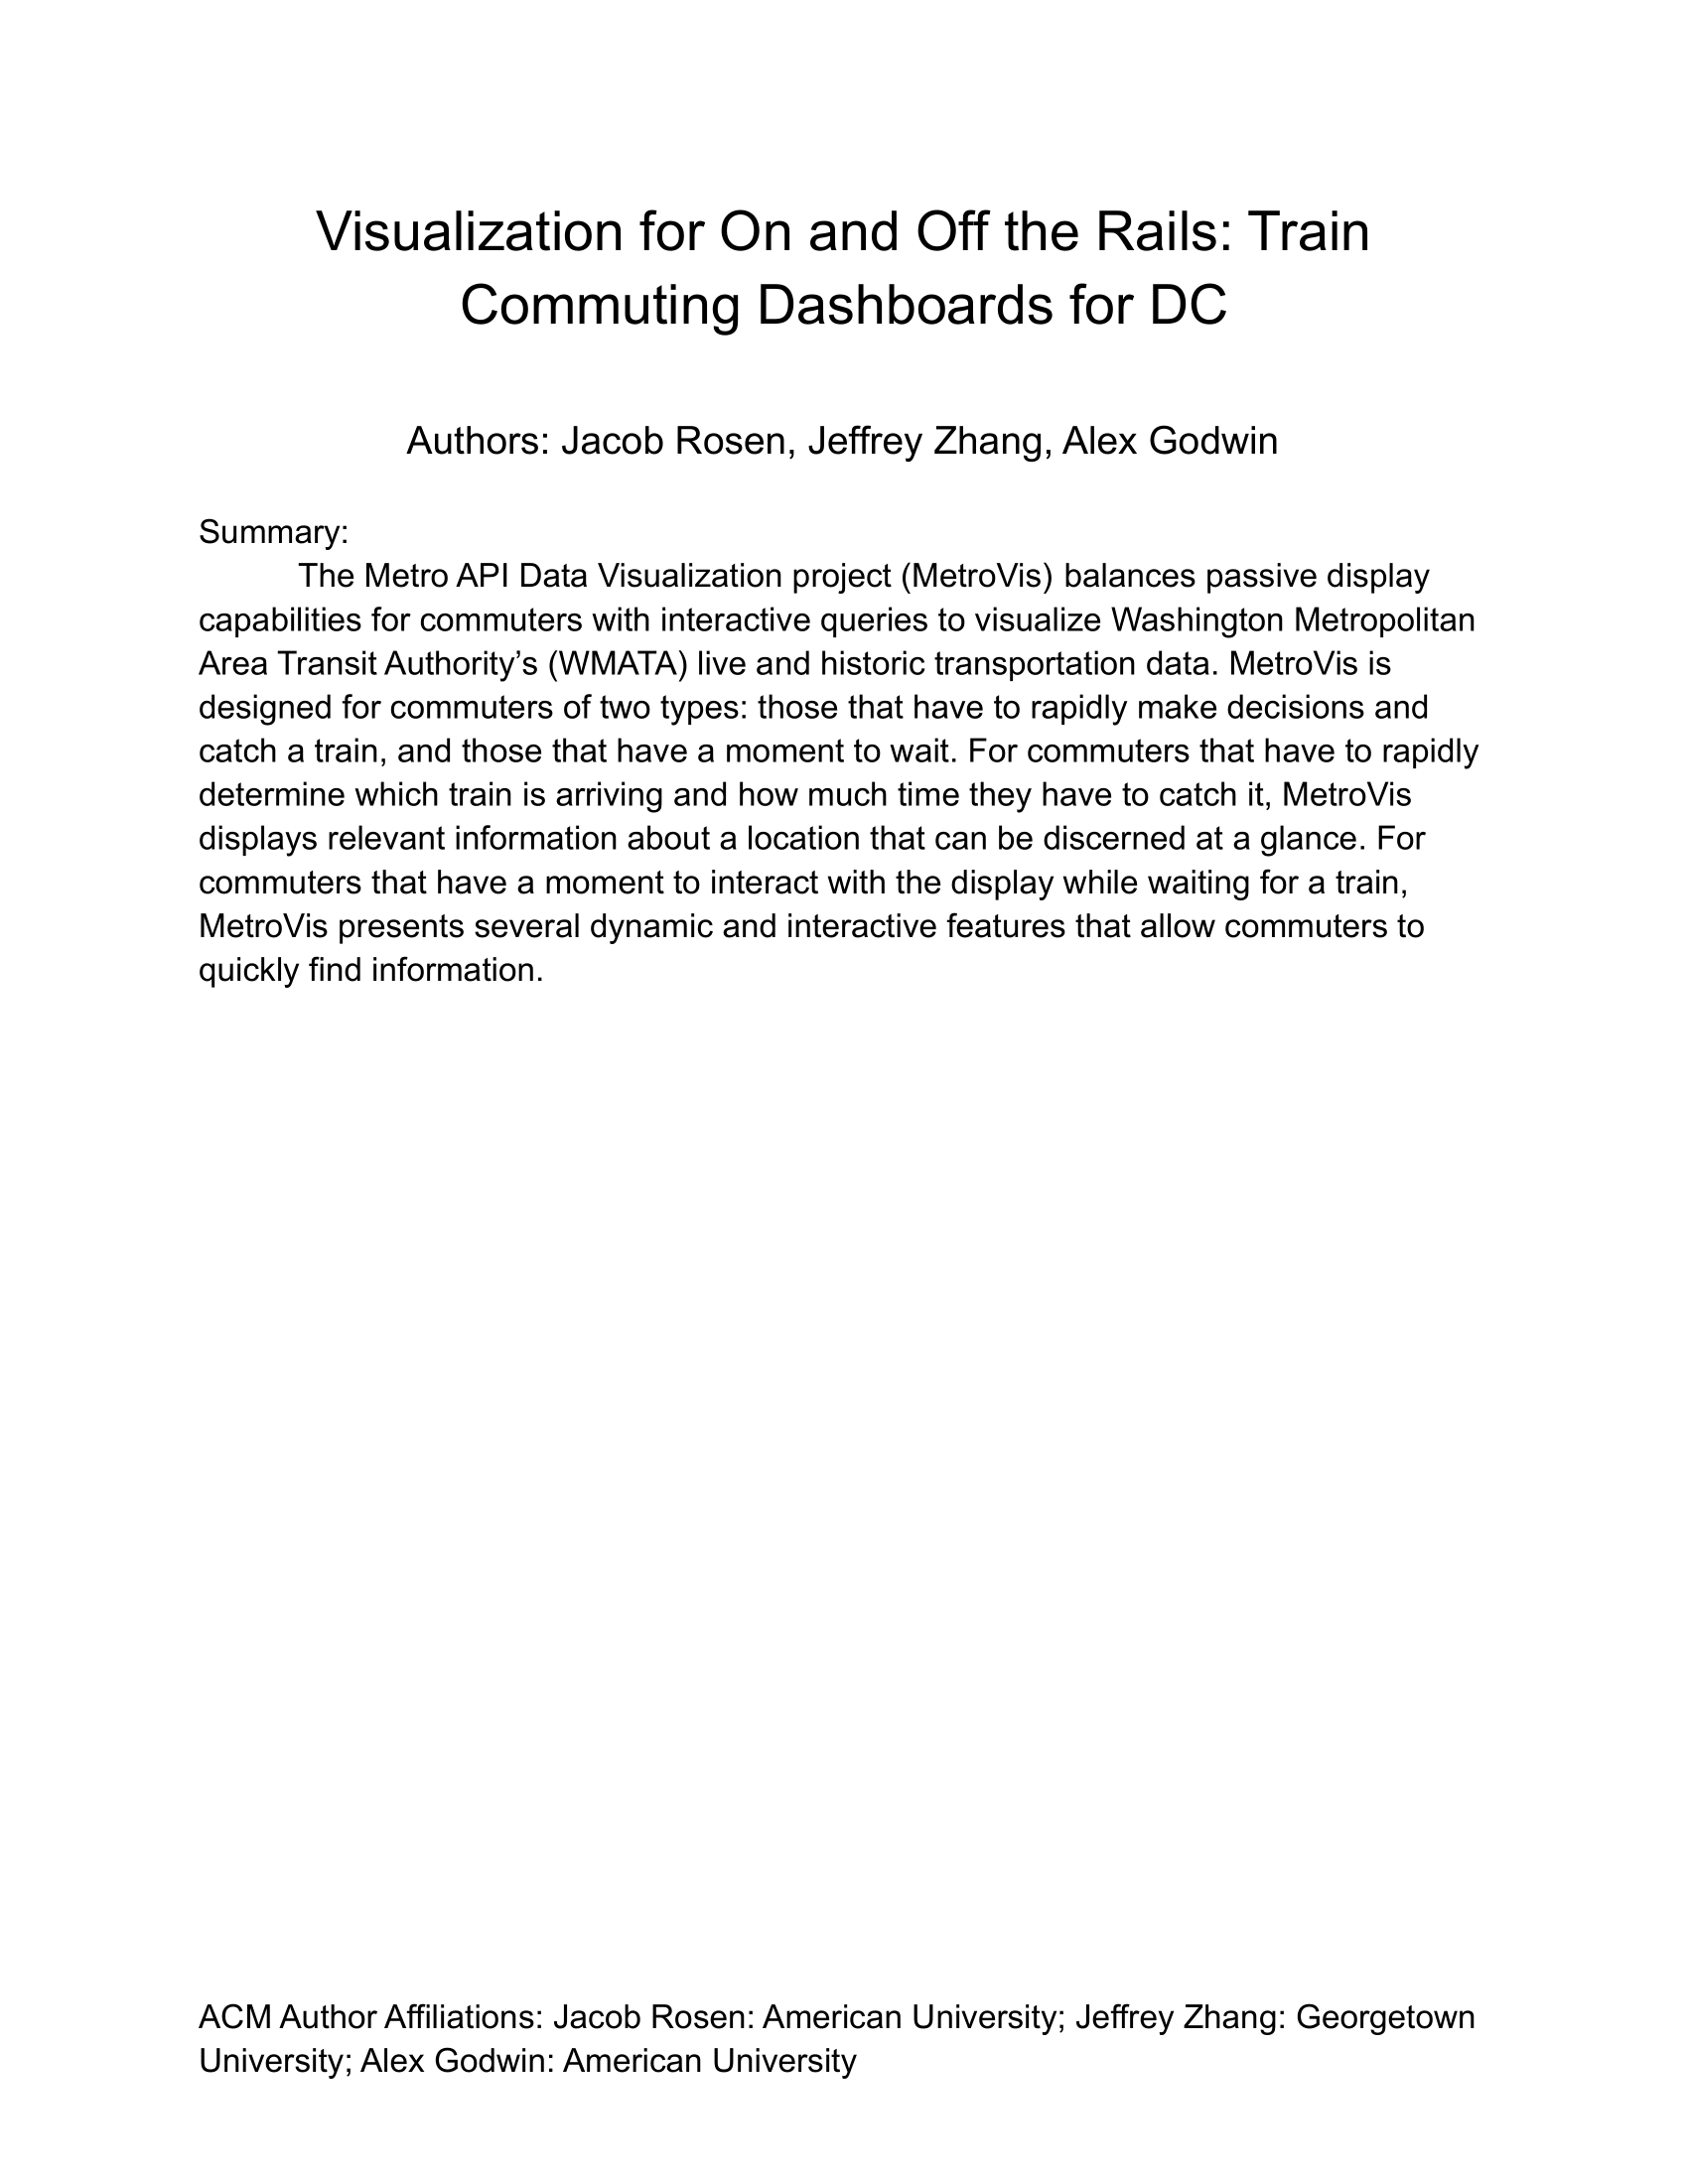 Visualization for On and Off the Rails: Train
Commuting Dashboards for DC
Authors: Jacob Rosen, Jeffrey Zhang, Alex Godwin
Summary:
The Metro API Data Visualization project (MetroVis) balances passive display
capabilities for commuters with interactive queries to visualize Washington Metropolitan
Area Transit Authority’s (WMATA) live and historic transportation data. MetroVis is
designed for commuters of two types: those that have to rapidly make decisions and
catch a train, and those that have a moment to wait. For commuters that have to rapidly
determine which train is arriving and how much time they have to catch it, MetroVis
displays relevant information about a location that can be discerned at a glance. For
commuters that have a moment to interact with the display while waiting for a train,
MetroVis presents several dynamic and interactive features that allow commuters to
quickly find information.
ACM Author Affiliations: Jacob Rosen: American University; Jeffrey Zhang: Georgetown
University; Alex Godwin: American University